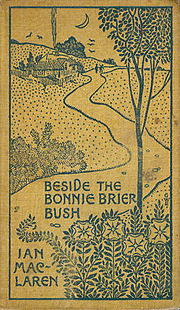 BESIDE THE
BONNIE BRIER
BUSH
IAN
MAC-
LAREN